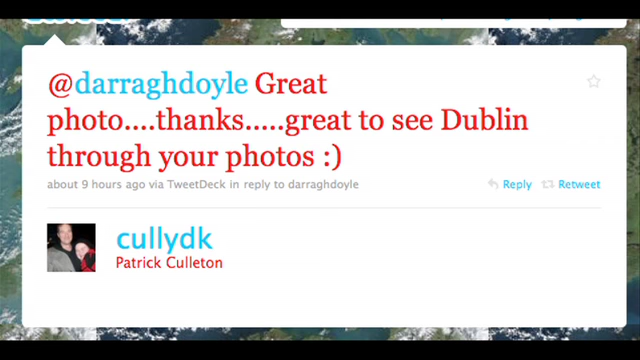 @darraghdoyle Great
photo....thanks.....great to see Dublin
through your photos :)
about 9 hours ago via TweetDeck in reply to darraghdoyle
Reply
Retweet
cullydk
Patrick Culleton